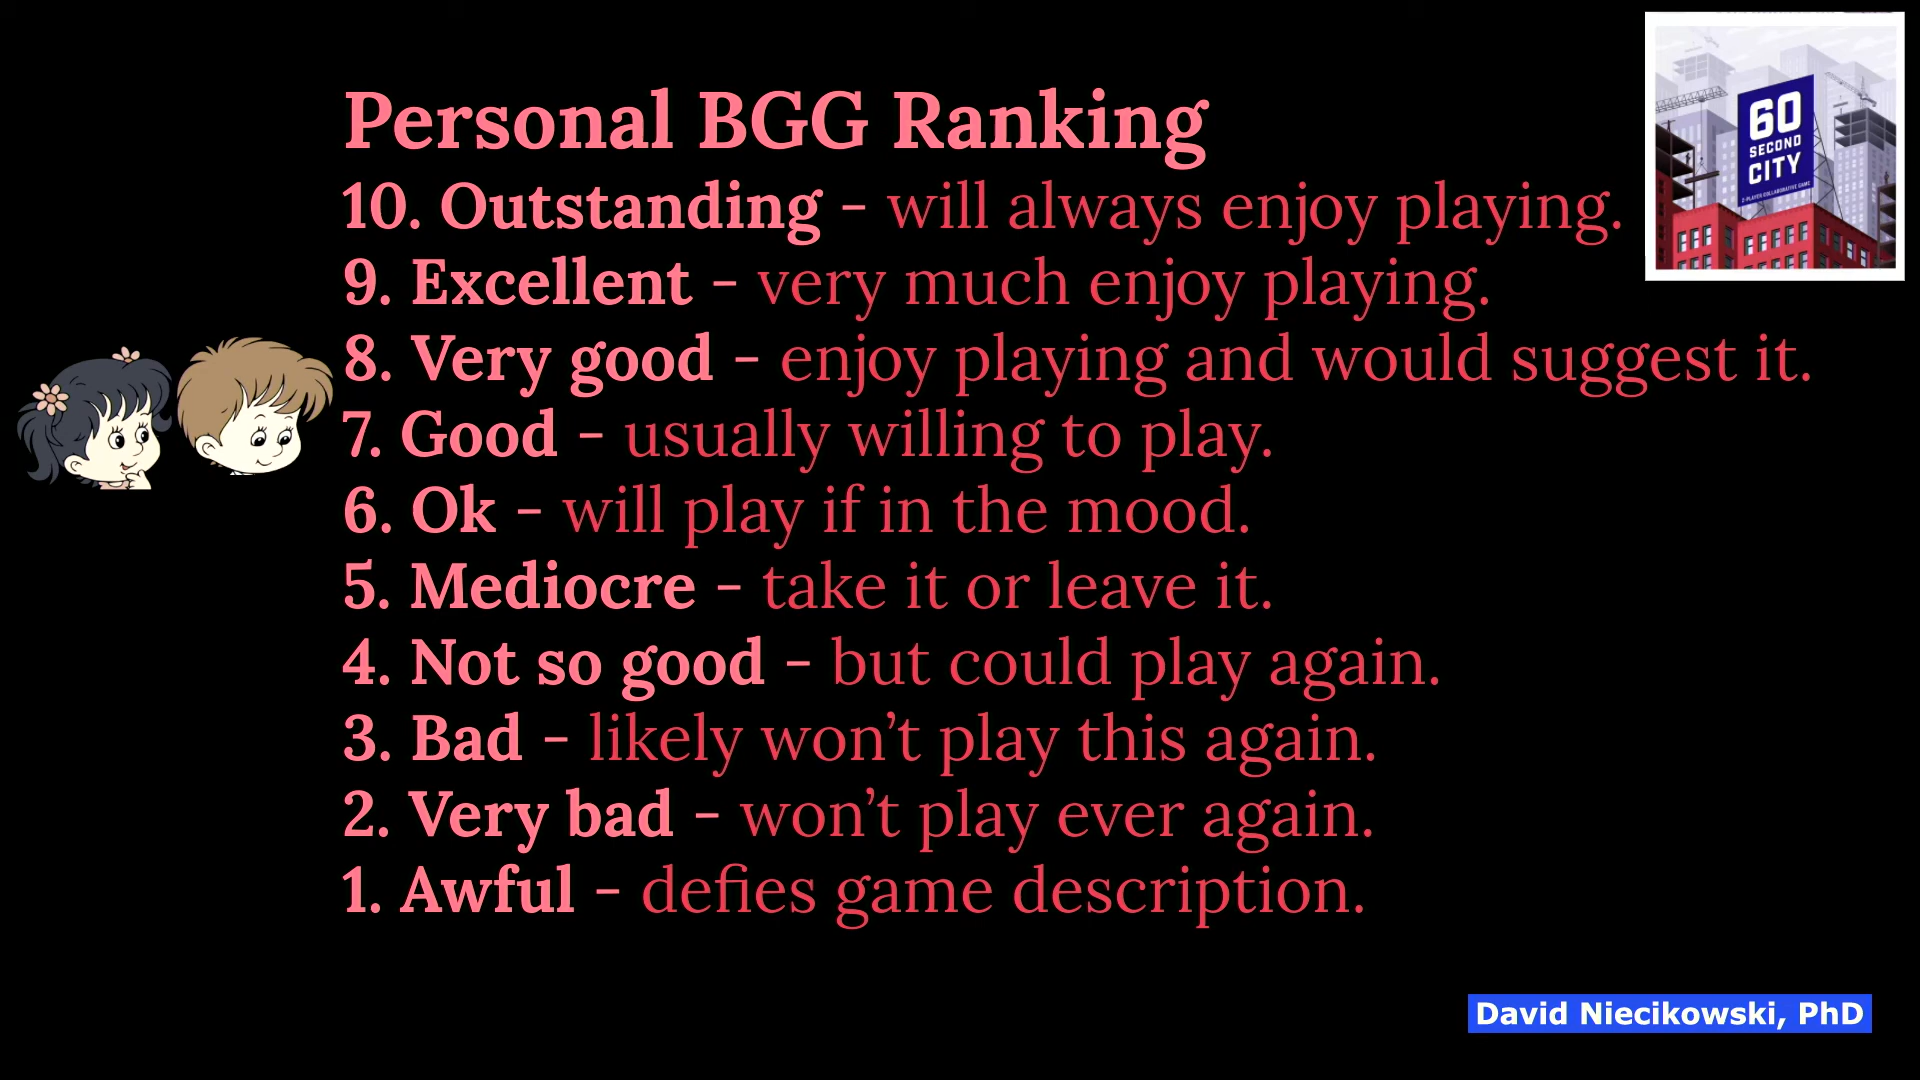 Personal BGG Ranking
10. Outstanding – will always enjoy playing.
9. Excellent – very much enjoy playing.
8. Very good – enjoy playing and would suggest it.
7. Good – usually willing to play.
6. Ok – will play if in the mood.
5. Mediocre – take it or leave it.
4. Not so good – but could play again.
3. Bad – likely won’t play this again.
2. Very bad – won’t play ever again.
1. Awful – defies game description.
60
SECOND
CITY
2-PLAYER COLLABORATIVE GAME
David Niecikowski, PhD